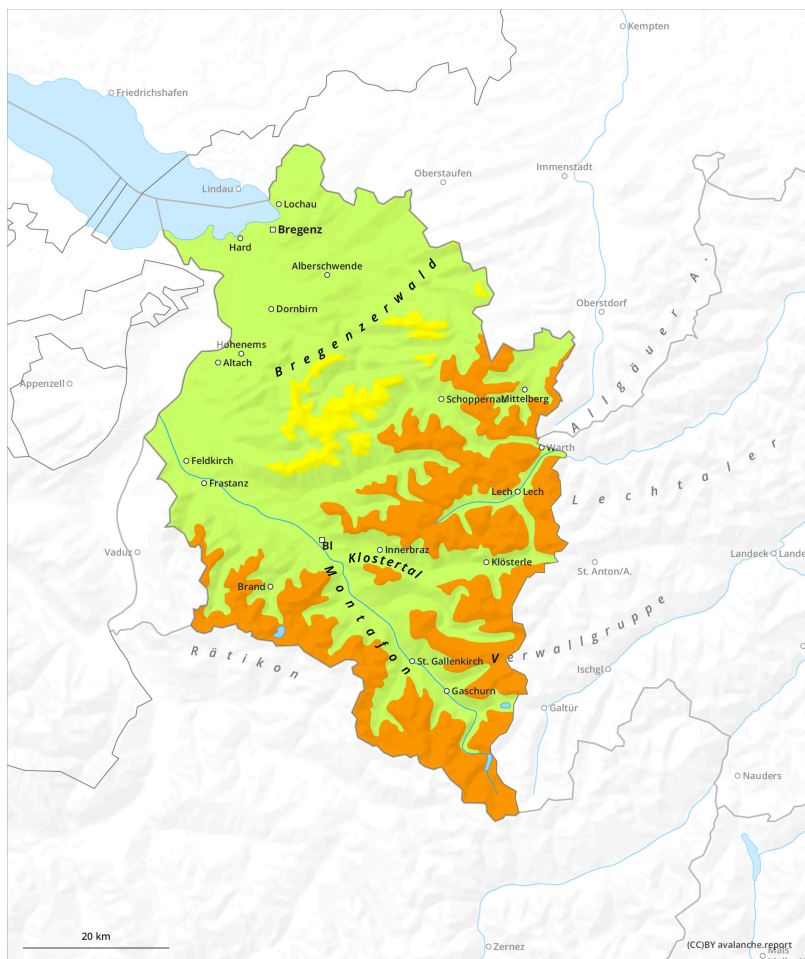 Kempten
Friedrichshafen
Oberstaufen
Immenstadt
Lindau
Lochau
Bregenz
Hard
Alberschwende
Oberstdorf
Dornbirn
Bregenzerwald
Allgäuer A.
Hohenems
Altach
Appenzell
Schoppernau
Mittelberg
Warth
Feldkirch
Frastanz
Lech
Lech
Lechtaler
Vaduz
Bl
Innerbraz
Klostertal
Klösterle
St. Anton/A.
Landeck
Lande
Brand
Montafon
Rätikon
St. Gallenkirch
Verwallgruppe
Ischgl
Gaschurn
Galtür
Nauders
20 km
Zernez
(CC)BY avalanche.report
Mals